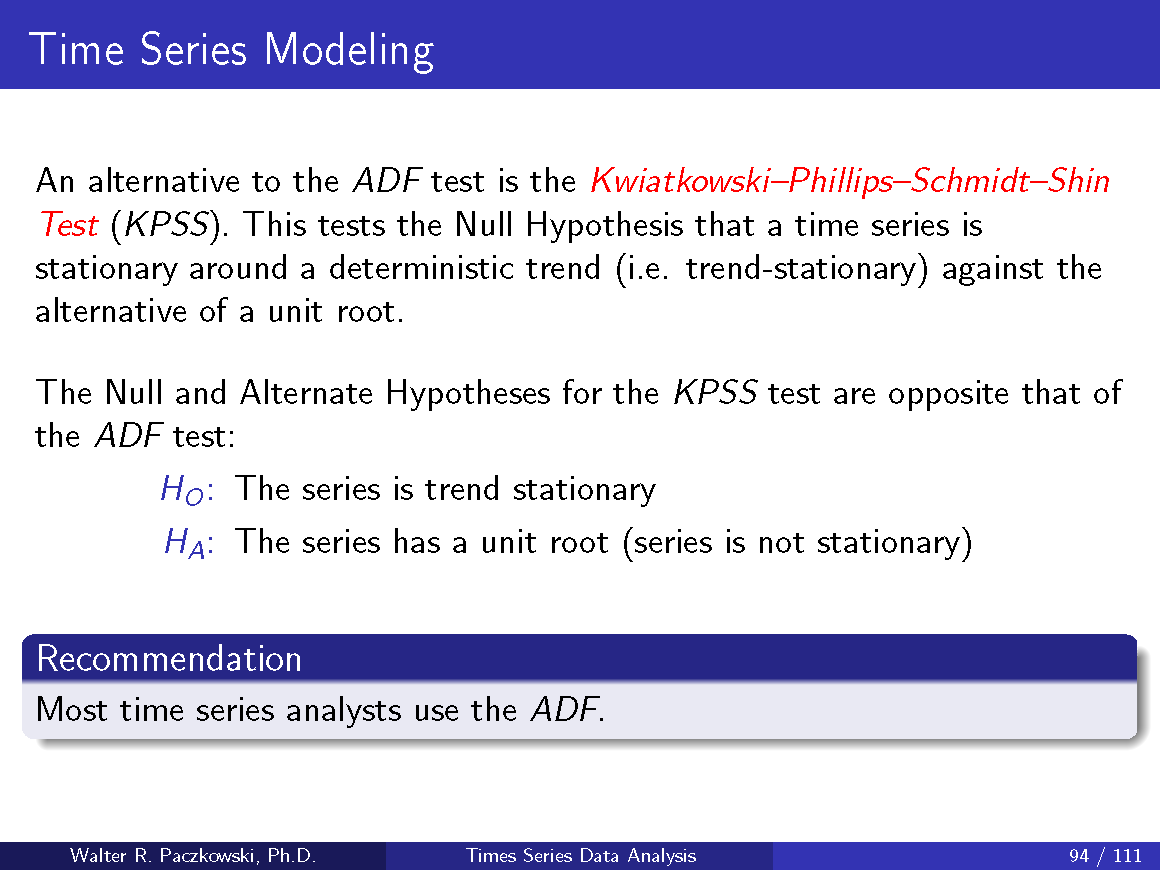 Time Series Modeling
An alternative to the ADF test is the Kwiatkowski–Phillips–Schmidt–Shin
Test (KPSS). This tests the Null Hypothesis that a time series is
stationary around a deterministic trend (i.e. trend-stationary) against the
alternative of a unit root.
The Null and Alternate Hypotheses for the KPSS test are opposite that of
the ADF test:
H_O: The series is trend stationary
H_A: The series has a unit root (series is not stationary)
Recommendation
Most time series analysts use the ADF.
Walter R. Paczkowski, Ph.D. Times Series Data Analysis 94 / 111